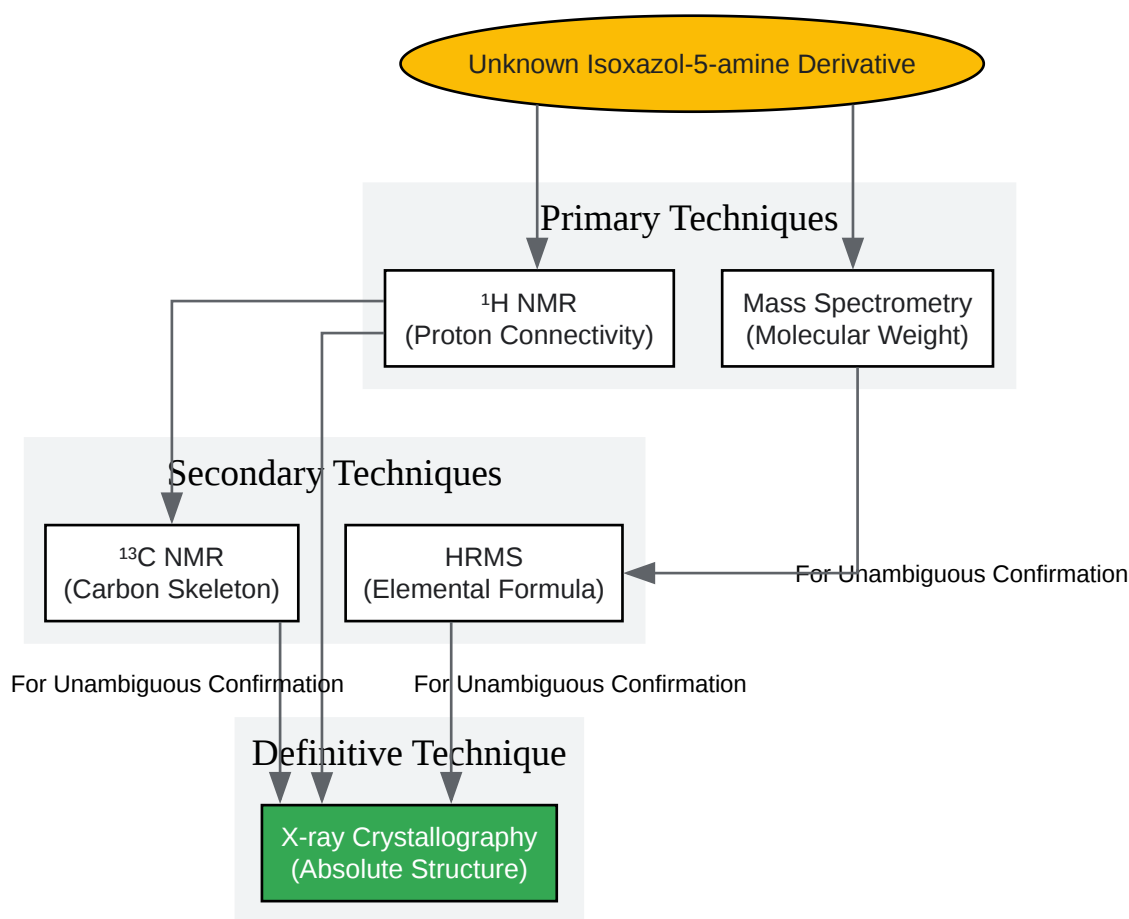 Unknown Isoxazol-5-amine Derivative
Primary Techniques
¹H NMR
(Proton Connectivity)
Mass Spectrometry
(Molecular Weight)
Secondary Techniques
¹³C NMR
(Carbon Skeleton)
HRMS
(Elemental Formula)
For Unambiguous Confirmation
For Unambiguous Confirmation
For Unambiguous Confirmation
Definitive Technique
X-ray Crystallography
(Absolute Structure)